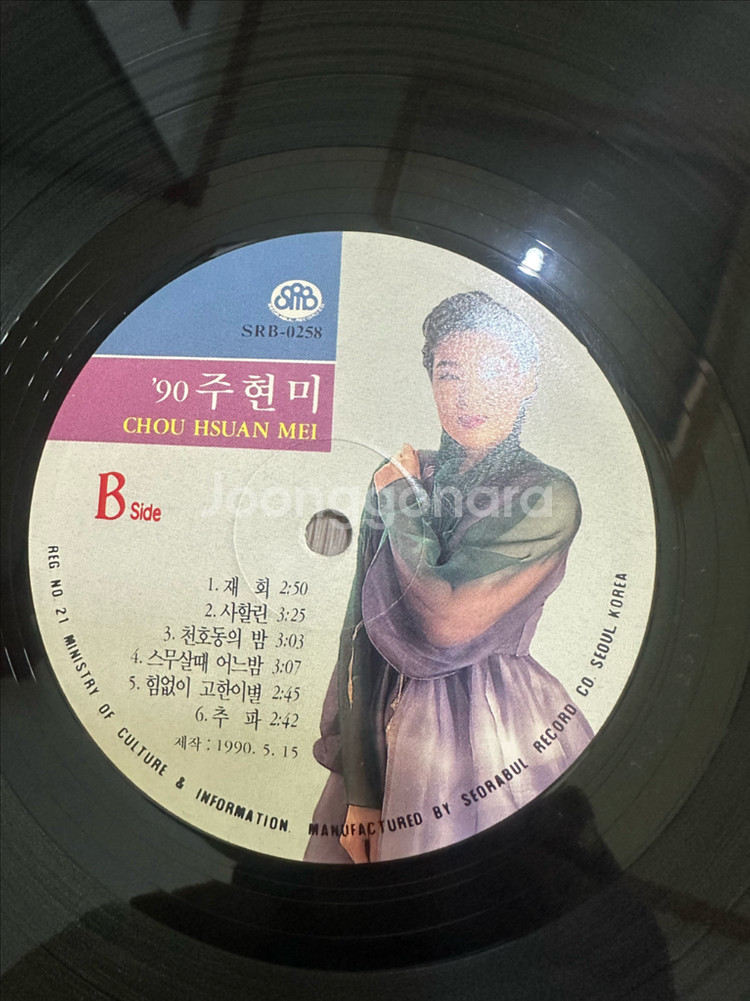 SRB
SRB-0258
'90 주현미
CHOU HSUAN MEI
B Side
Joonggonara
1. 재 회 2:50
2. 사할린 3:25
3. 천호동의 밤 3:03
4. 스무살때 어느밤 3:07
5. 힘없이 고한이별 2:45
6. 추 파 2:42
제작 : 1990. 5. 15
REG NO. 21 MINISTRY OF CULTURE & INFORMATION. MANUFACTURED BY SEORABUL RECORD CO. SEOUL KOREA